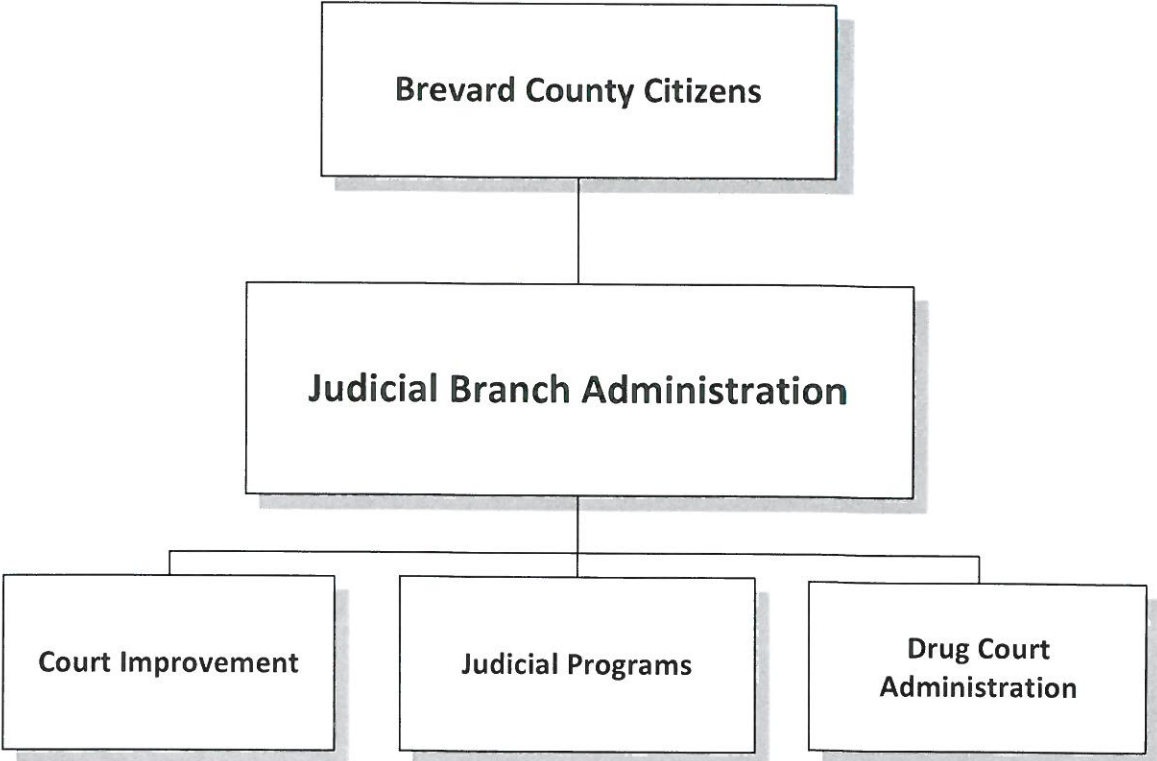 Brevard County Citizens
Judicial Branch Administration
Court Improvement
Judicial Programs
Drug Court
Administration